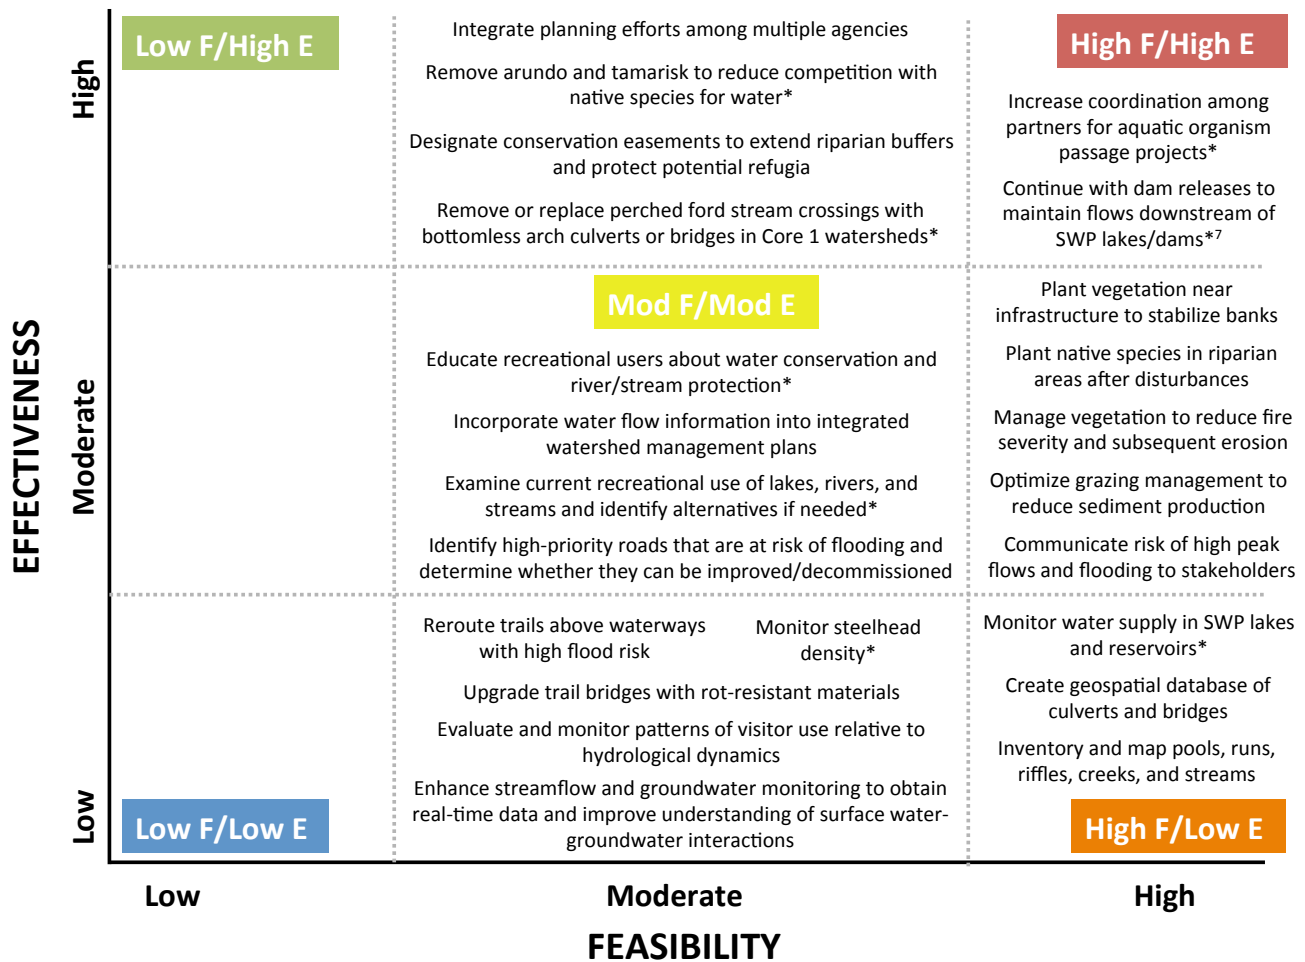 Low F/High E
Integrate planning efforts among multiple agencies
Remove arundo and tamarisk to reduce competition with
native species for water*
Designate conservation easements to extend riparian buffers
and protect potential refugia
Remove or replace perched ford stream crossings with
bottomless arch culverts or bridges in Core 1 watersheds*
High F/High E
Increase coordination among
partners for aquatic organism
passage projects*
Continue with dam releases to
maintain flows downstream of
SWP lakes/dams*⁷
Mod F/Mod E
Educate recreational users about water conservation and
river/stream protection*
Incorporate water flow information into integrated
watershed management plans
Examine current recreational use of lakes, rivers, and
streams and identify alternatives if needed*
Identify high-priority roads that are at risk of flooding and
determine whether they can be improved/decommissioned
Plant vegetation near
infrastructure to stabilize banks
Plant native species in riparian
areas after disturbances
Manage vegetation to reduce fire
severity and subsequent erosion
Optimize grazing management to
reduce sediment production
Communicate risk of high peak
flows and flooding to stakeholders
Low F/Low E
Reroute trails above waterways
with high flood risk
Monitor steelhead
density*
Upgrade trail bridges with rot-resistant materials
Evaluate and monitor patterns of visitor use relative to
hydrological dynamics
Enhance streamflow and groundwater monitoring to obtain
real-time data and improve understanding of surface water-
groundwater interactions
Monitor water supply in SWP lakes
and reservoirs*
Create geospatial database of
culverts and bridges
Inventory and map pools, runs,
riffles, creeks, and streams
High F/Low E
EFFECTIVENESS
High
Moderate
Low
Low
Moderate
High
FEASIBILITY